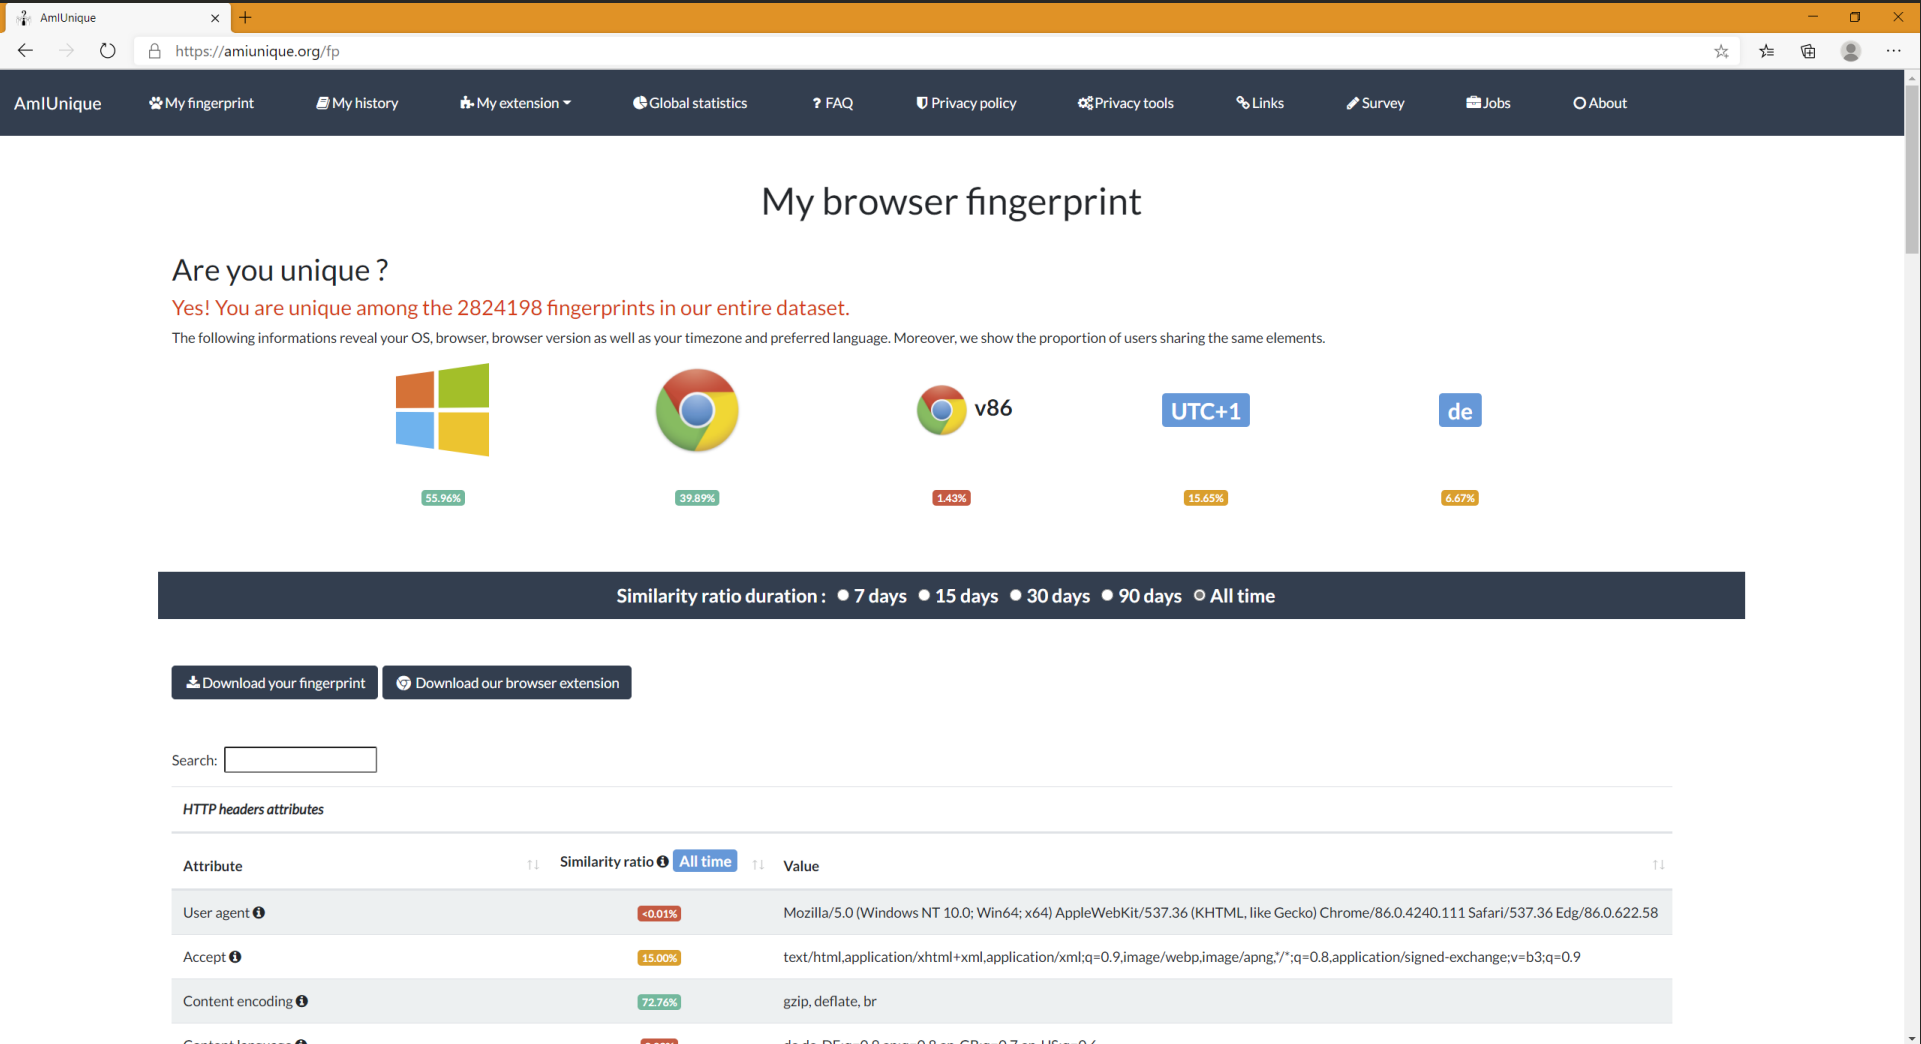 AmIUnique
https://amiunique.org/fp
AmIUnique My fingerprint My history My extension Global statistics ? FAQ Privacy policy Privacy tools Links Survey Jobs About
My browser fingerprint
Are you unique ?
Yes! You are unique among the 2824198 fingerprints in our entire dataset.
The following informations reveal your OS, browser, browser version as well as your timezone and preferred language. Moreover, we show the proportion of users sharing the same elements.
v86 UTC+1 de
55.96% 39.89% 1.43% 15.65% 6.67%
Similarity ratio duration : 7 days 15 days 30 days 90 days All time
Download your fingerprint Download our browser extension
Search:
HTTP headers attributes
Attribute Similarity ratio All time Value
User agent <0.01% Mozilla/5.0 (Windows NT 10.0; Win64; x64) AppleWebKit/537.36 (KHTML, like Gecko) Chrome/86.0.4240.111 Safari/537.36 Edg/86.0.622.58
Accept 15.00% text/html,application/xhtml+xml,application/xml;q=0.9,image/webp,image/apng,*/*;q=0.8,application/signed-exchange;v=b3;q=0.9
Content encoding 72.76% gzip, deflate, br